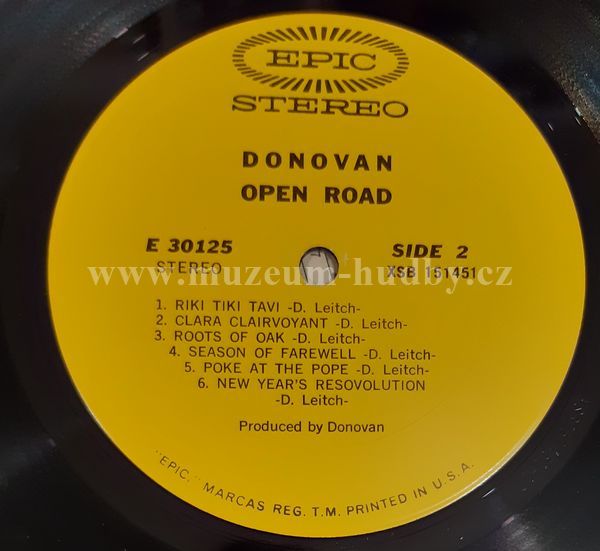 EPIC
STEREO
DONOVAN
OPEN ROAD
E 30125 SIDE 2
STEREO XSB 151451
www.muzeum-hudby.cz
1. RIKI TIKI TAVI -D. Leitch-
2. CLARA CLAIRVOYANT -D. Leitch-
3. ROOTS OF OAK -D. Leitch-
4. SEASON OF FAREWELL -D. Leitch-
5. POKE AT THE POPE -D. Leitch-
6. NEW YEAR'S RESOVOLUTION
-D. Leitch-
Produced by Donovan
"EPIC," MARCAS REG. T.M. PRINTED IN U.S.A.